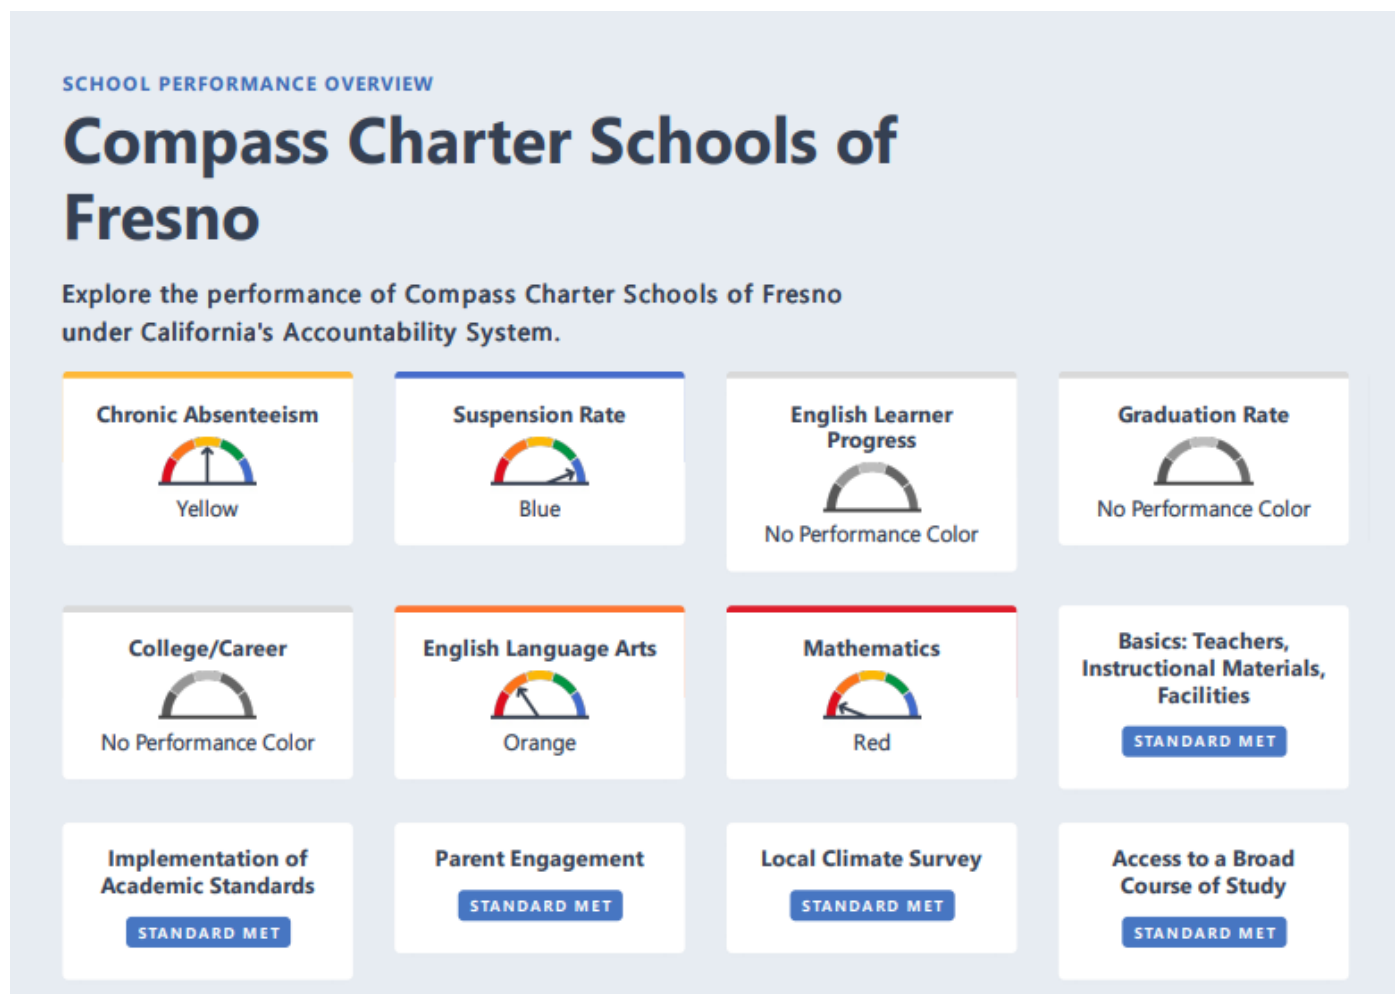 SCHOOL PERFORMANCE OVERVIEW
Compass Charter Schools of
Fresno
Explore the performance of Compass Charter Schools of Fresno
under California's Accountability System.
Chronic Absenteeism
Yellow
Suspension Rate
Blue
English Learner
Progress
No Performance Color
Graduation Rate
No Performance Color
College/Career
No Performance Color
English Language Arts
Orange
Mathematics
Red
Basics: Teachers,
Instructional Materials,
Facilities
STANDARD MET
Implementation of
Academic Standards
STANDARD MET
Parent Engagement
STANDARD MET
Local Climate Survey
STANDARD MET
Access to a Broad
Course of Study
STANDARD MET